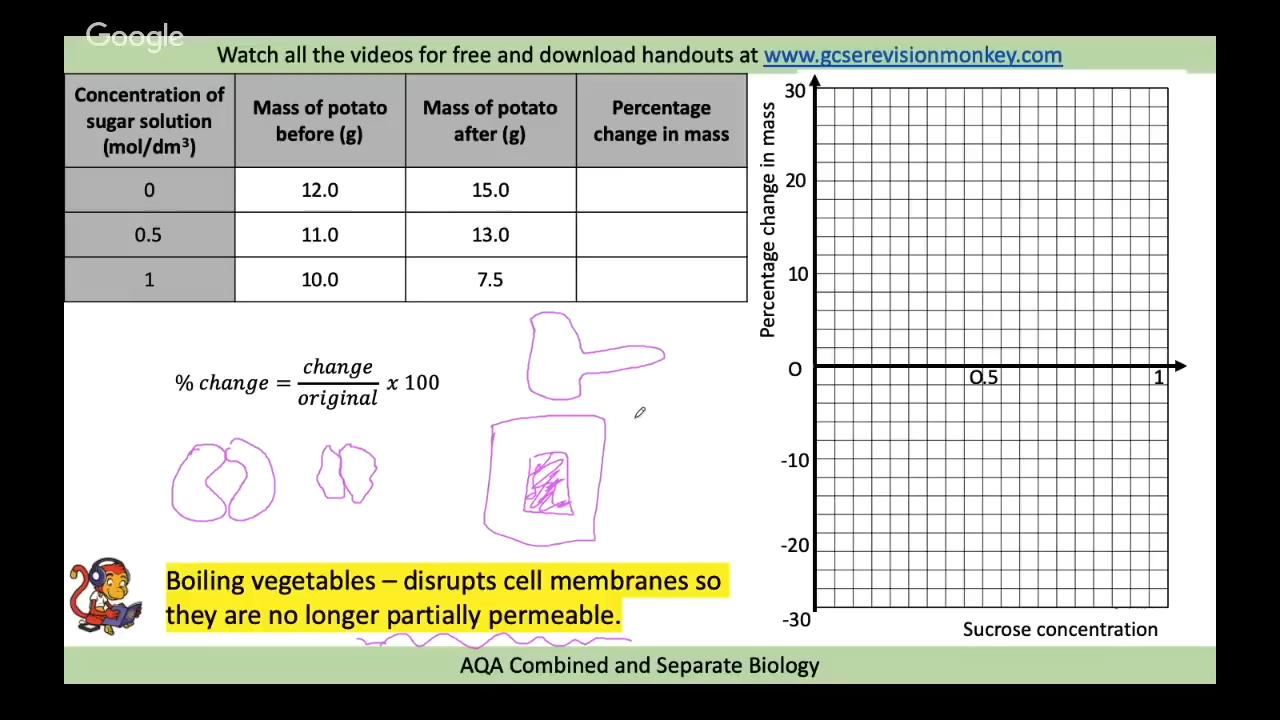 Google
Watch all the videos for free and download handouts at www.gcserevisionmonkey.com
Concentration of
sugar solution
(mol/dm³)
Mass of potato
before (g)
Mass of potato
after (g)
Percentage
change in mass
0 12.0 15.0
0.5 11.0 13.0
1 10.0 7.5
% change = change/original x 100
Boiling vegetables – disrupts cell membranes so
they are no longer partially permeable.
Percentage change in mass
30
20
10
O
0.5 1
-10
-20
-30
Sucrose concentration
AQA Combined and Separate Biology